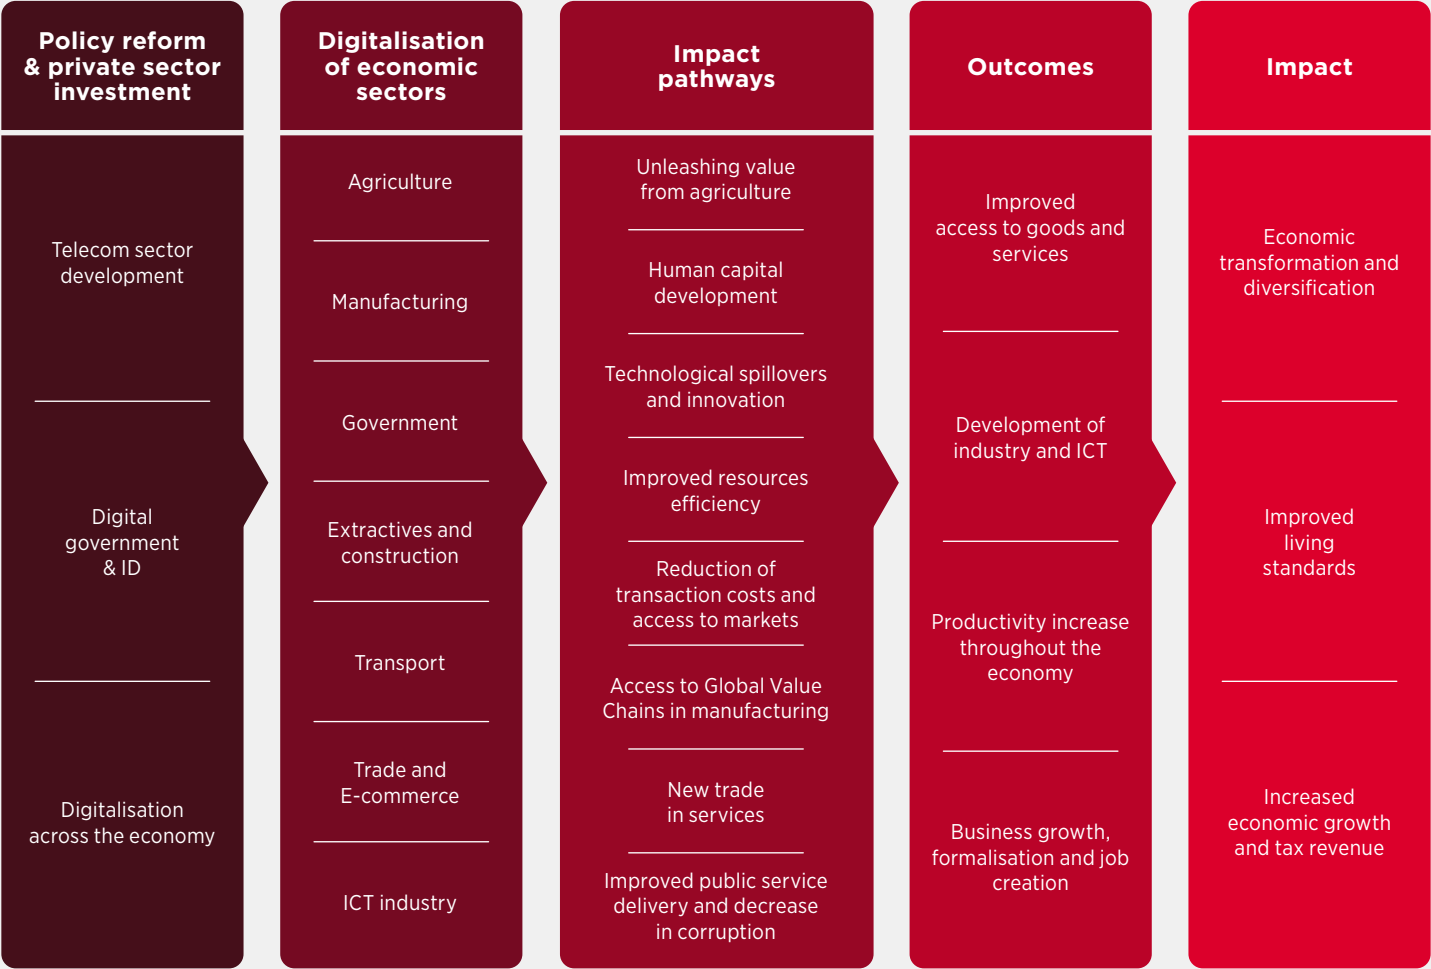 Policy reform
& private sector
investment
Telecom sector
development
Digital
government
& ID
Digitalisation
across the economy
Digitalisation
of economic
sectors
Agriculture
Manufacturing
Government
Extractives and
construction
Transport
Trade and
E-commerce
ICT industry
Impact
pathways
Unleashing value
from agriculture
Human capital
development
Technological spillovers
and innovation
Improved resources
efficiency
Reduction of
transaction costs and
access to markets
Access to Global Value
Chains in manufacturing
New trade
in services
Improved public service
delivery and decrease
in corruption
Outcomes
Improved
access to goods and
services
Development of
industry and ICT
Productivity increase
throughout the
economy
Business growth,
formalisation and job
creation
Impact
Economic
transformation and
diversification
Improved
living
standards
Increased
economic growth
and tax revenue